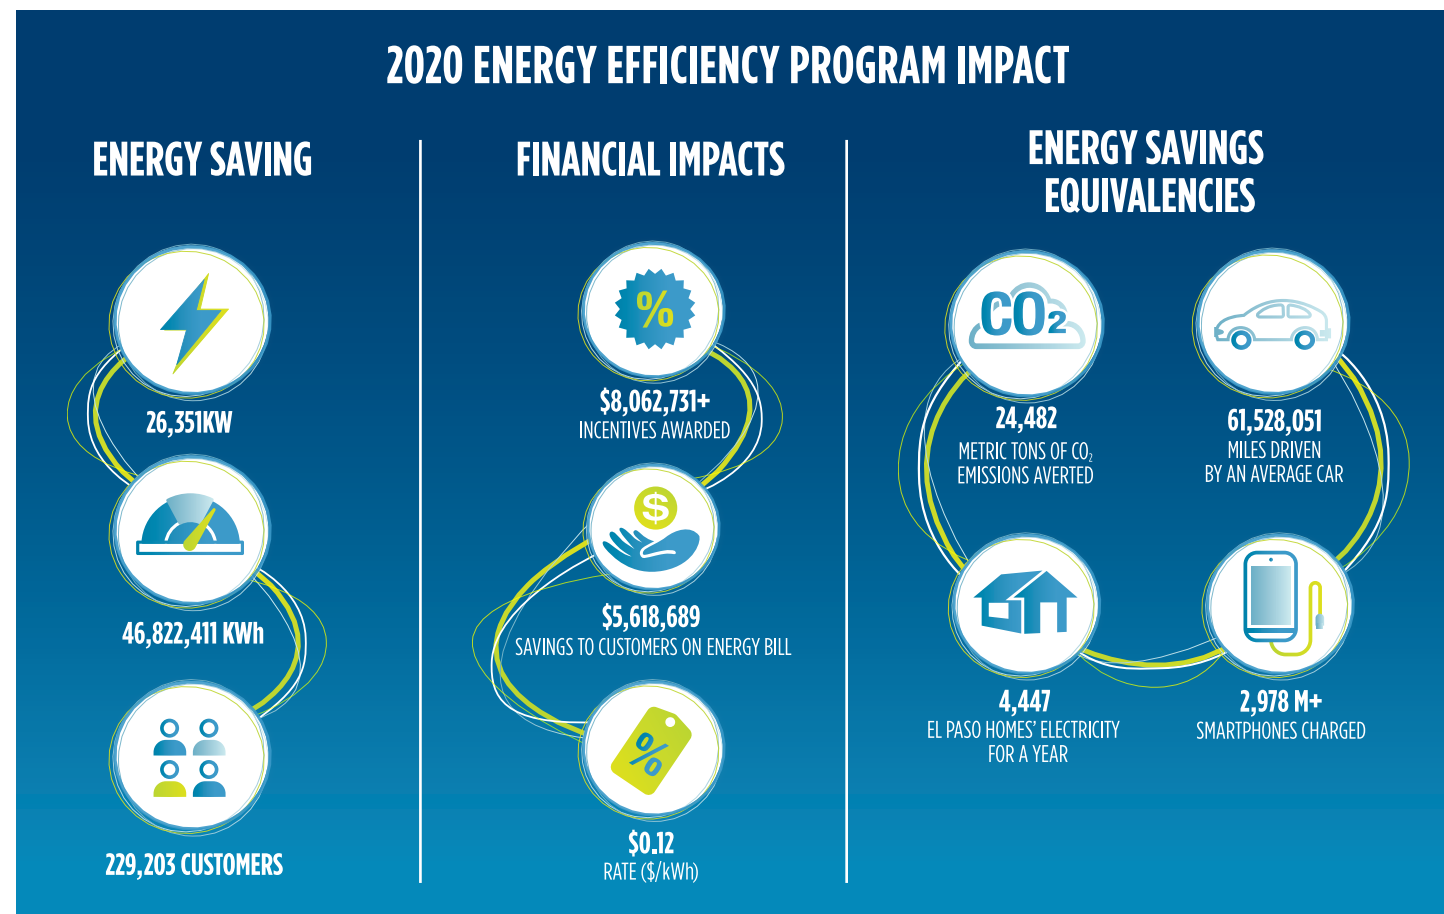 2020 ENERGY EFFICIENCY PROGRAM IMPACT
ENERGY SAVING
26,351KW
46,822,411 KWh
229,203 CUSTOMERS
FINANCIAL IMPACTS
%
$8,062,731+
INCENTIVES AWARDED
$
$5,618,689
SAVINGS TO CUSTOMERS ON ENERGY BILL
%
$0.12
RATE ($/kWh)
ENERGY SAVINGS
EQUIVALENCIES
CO₂
24,482
METRIC TONS OF CO₂
EMISSIONS AVERTED
61,528,051
MILES DRIVEN
BY AN AVERAGE CAR
4,447
EL PASO HOMES' ELECTRICITY
FOR A YEAR
2,978 M+
SMARTPHONES CHARGED